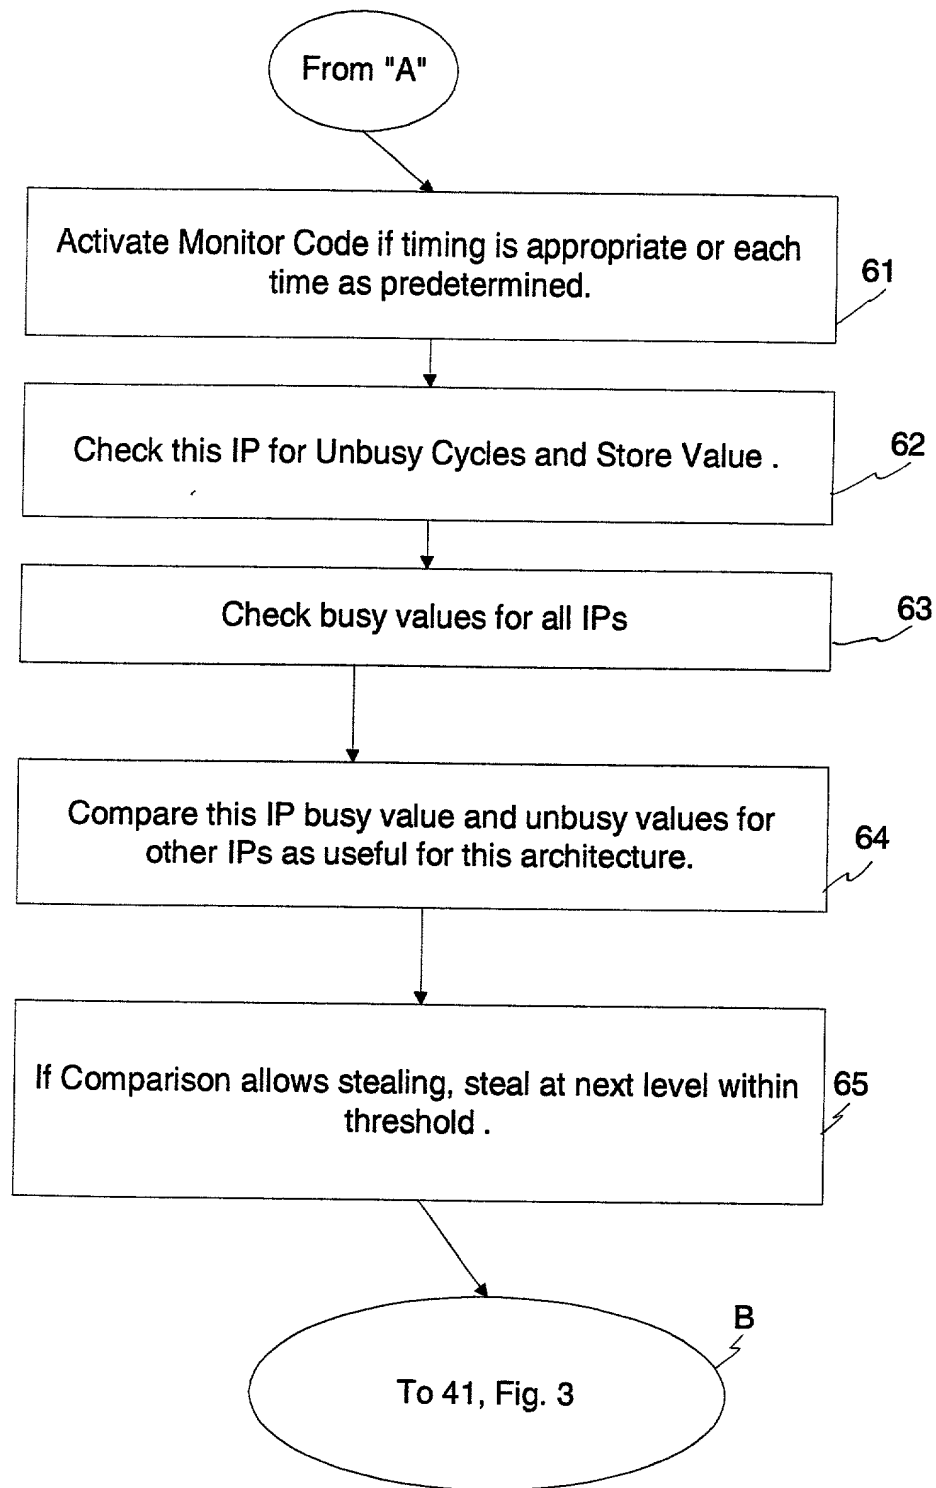 From "A"
Activate Monitor Code if timing is appropriate or each
time as predetermined.
61
Check this IP for Unbusy Cycles and Store Value .
62
Check busy values for all IPs
63
Compare this IP busy value and unbusy values for
other IPs as useful for this architecture.
64
If Comparison allows stealing, steal at next level within
threshold .
65
B
To 41, Fig. 3